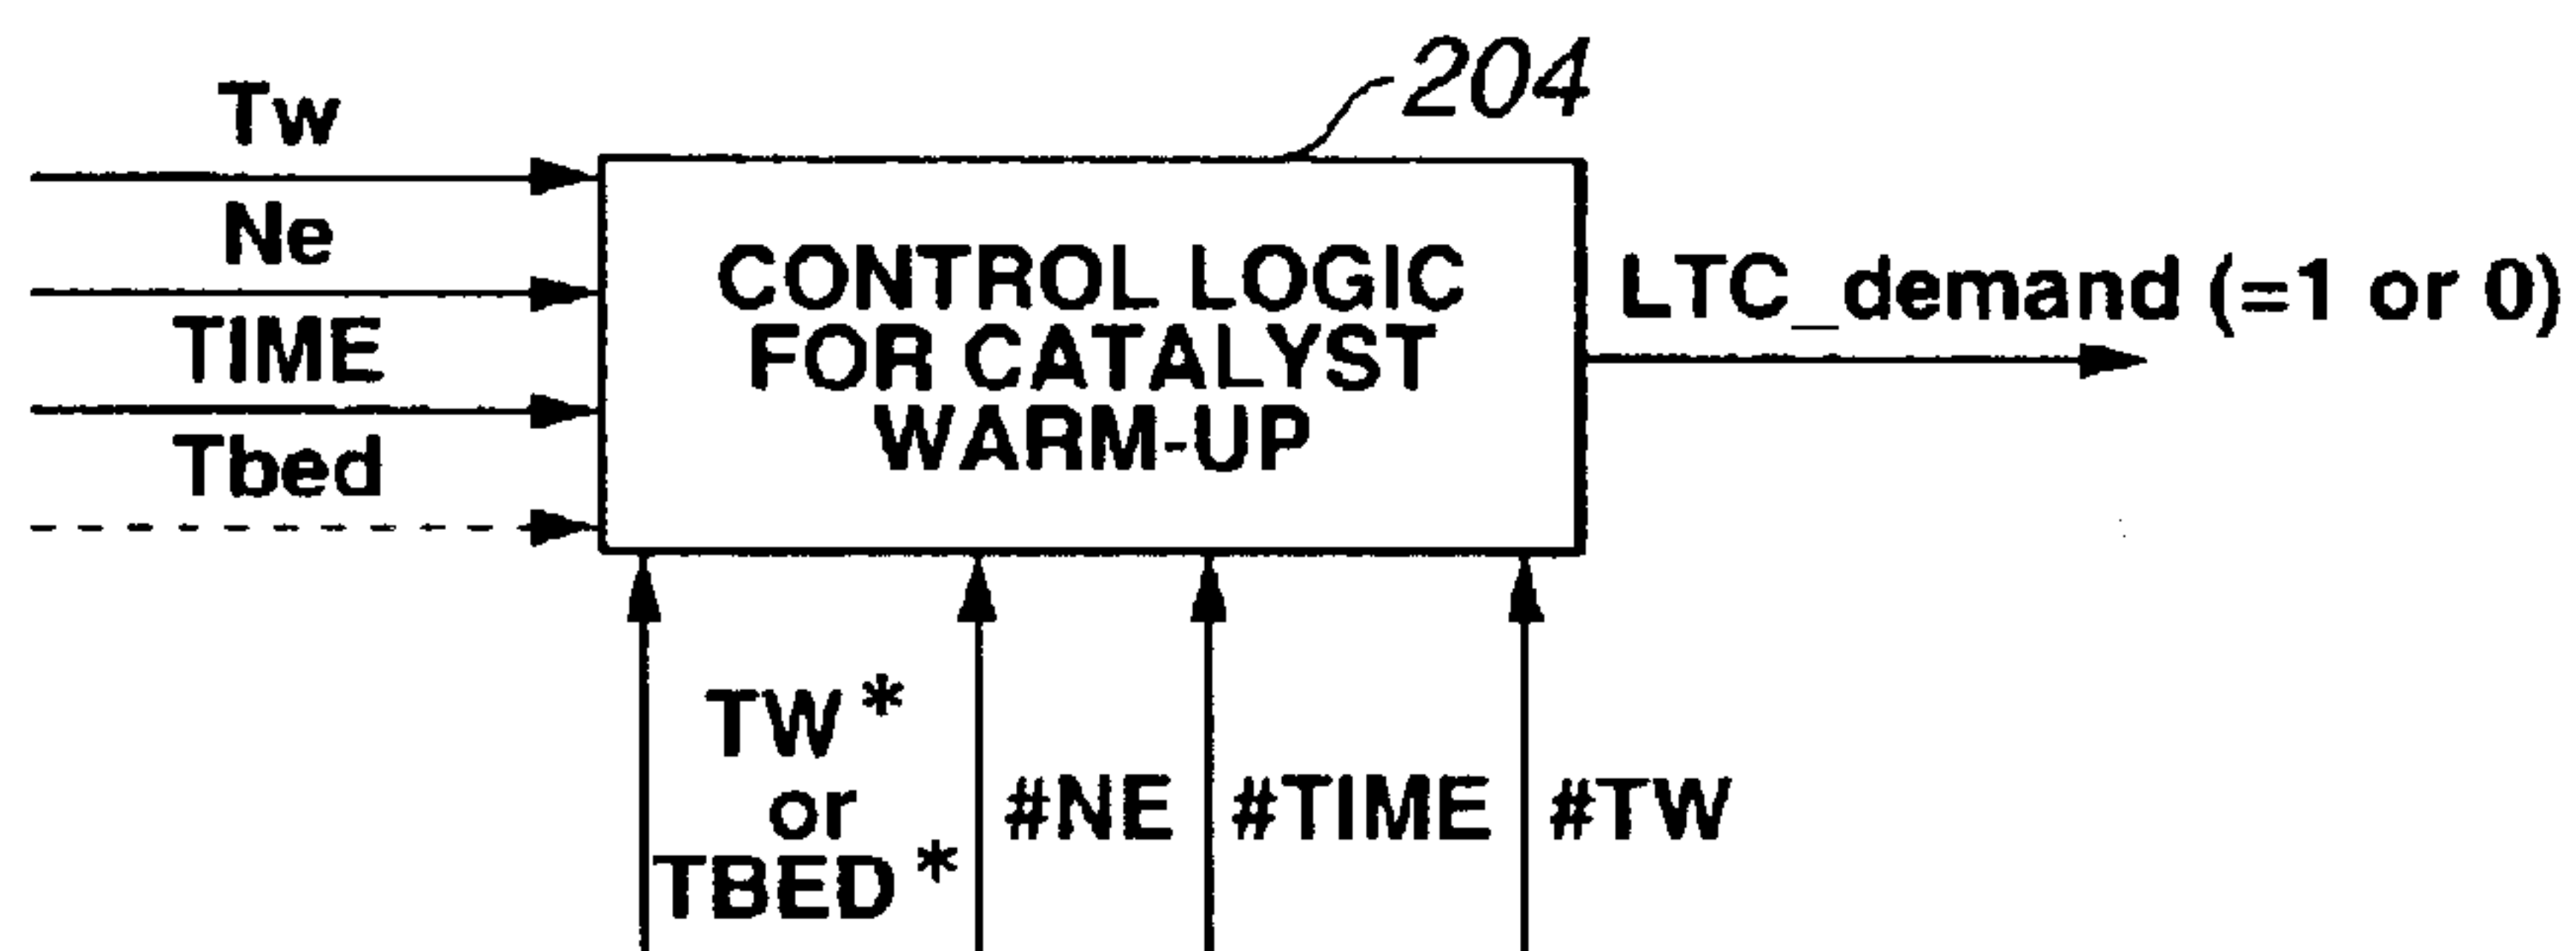 204
Tw
Ne
TIME
Tbed
CONTROL LOGIC
FOR CATALYST
WARM-UP
LTC_demand (=1 or 0)
TW*
or
TBED*
#NE
#TIME
#TW